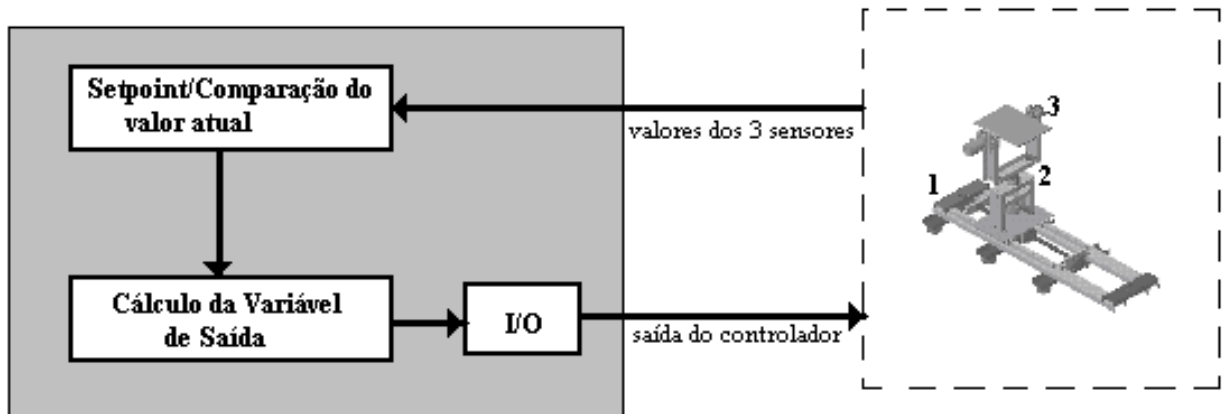 Setpoint/Comparação do
valor atual
valores dos 3 sensores
3
1
2
Cálculo da Variável
de Saída
I/O
saída do controlador